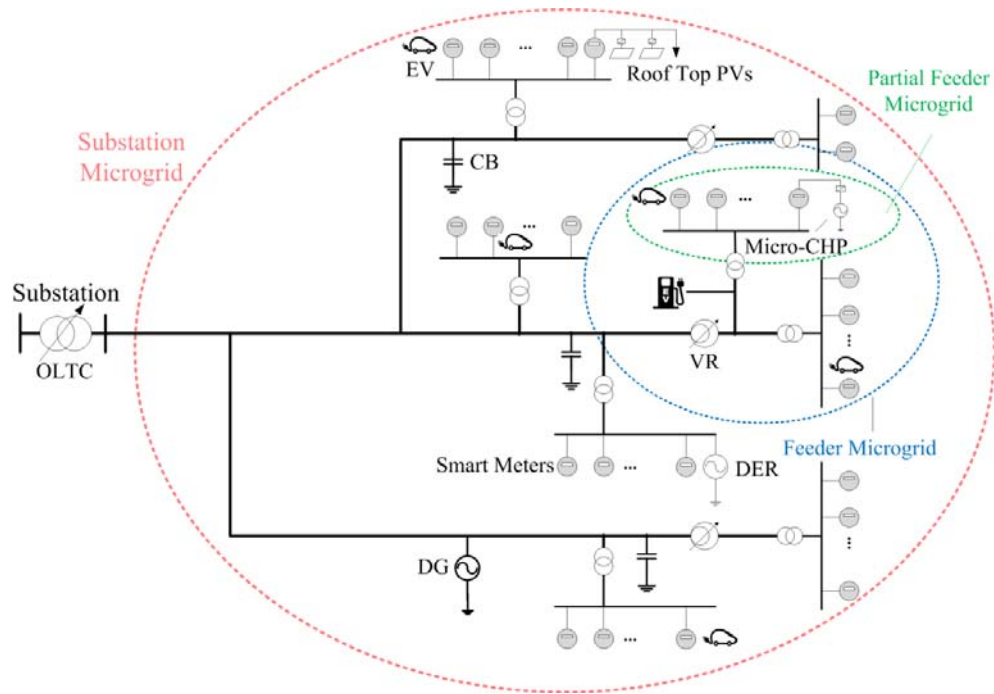 EV
...
Roof Top PVs
Partial Feeder
Microgrid
Substation
Microgrid
CB
...
...
Micro-CHP
Substation
OLTC
VR
...
Feeder Microgrid
Smart Meters
...
DER
...
DG
...